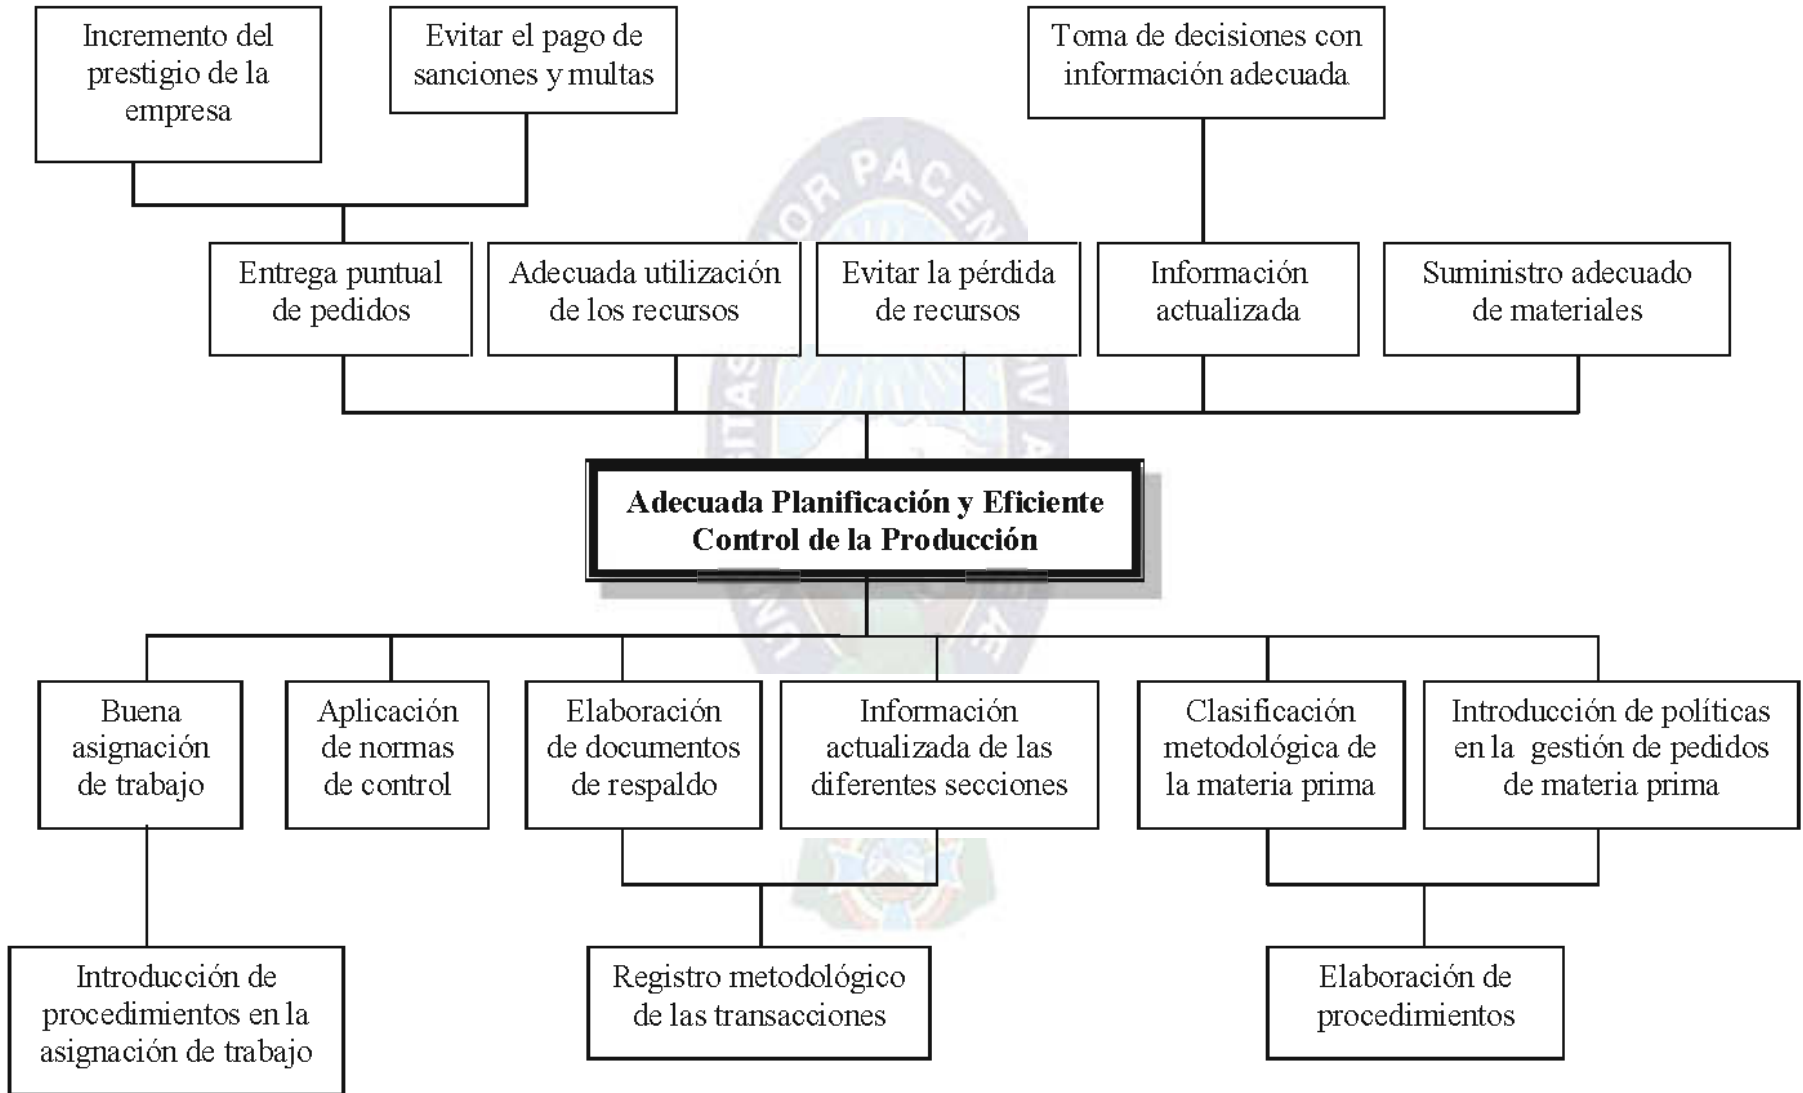 Incremento del
prestigio de la
empresa
Evitar el pago de
sanciones y multas
Toma de decisiones con
información adecuada
Entrega puntual
de pedidos
Adecuada utilización
de los recursos
Evitar la pérdida
de recursos
Información
actualizada
Suministro adecuado
de materiales
Adecuada Planificación y Eficiente
Control de la Producción
Buena
asignación
de trabajo
Aplicación
de normas
de control
Elaboración
de documentos
de respaldo
Información
actualizada de las
diferentes secciones
Clasificación
metodológica de
la materia prima
Introducción de políticas
en la gestión de pedidos
de materia prima
Introducción de
procedimientos en la
asignación de trabajo
Registro metodológico
de las transacciones
Elaboración de
procedimientos